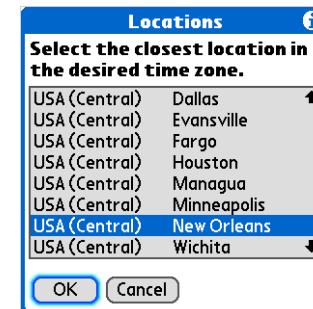 Locations
Select the closest location in
the desired time zone.
USA (Central) Dallas
USA (Central) Evansville
USA (Central) Fargo
USA (Central) Houston
USA (Central) Managua
USA (Central) Minneapolis
USA (Central) New Orleans
USA (Central) Wichita
OK Cancel